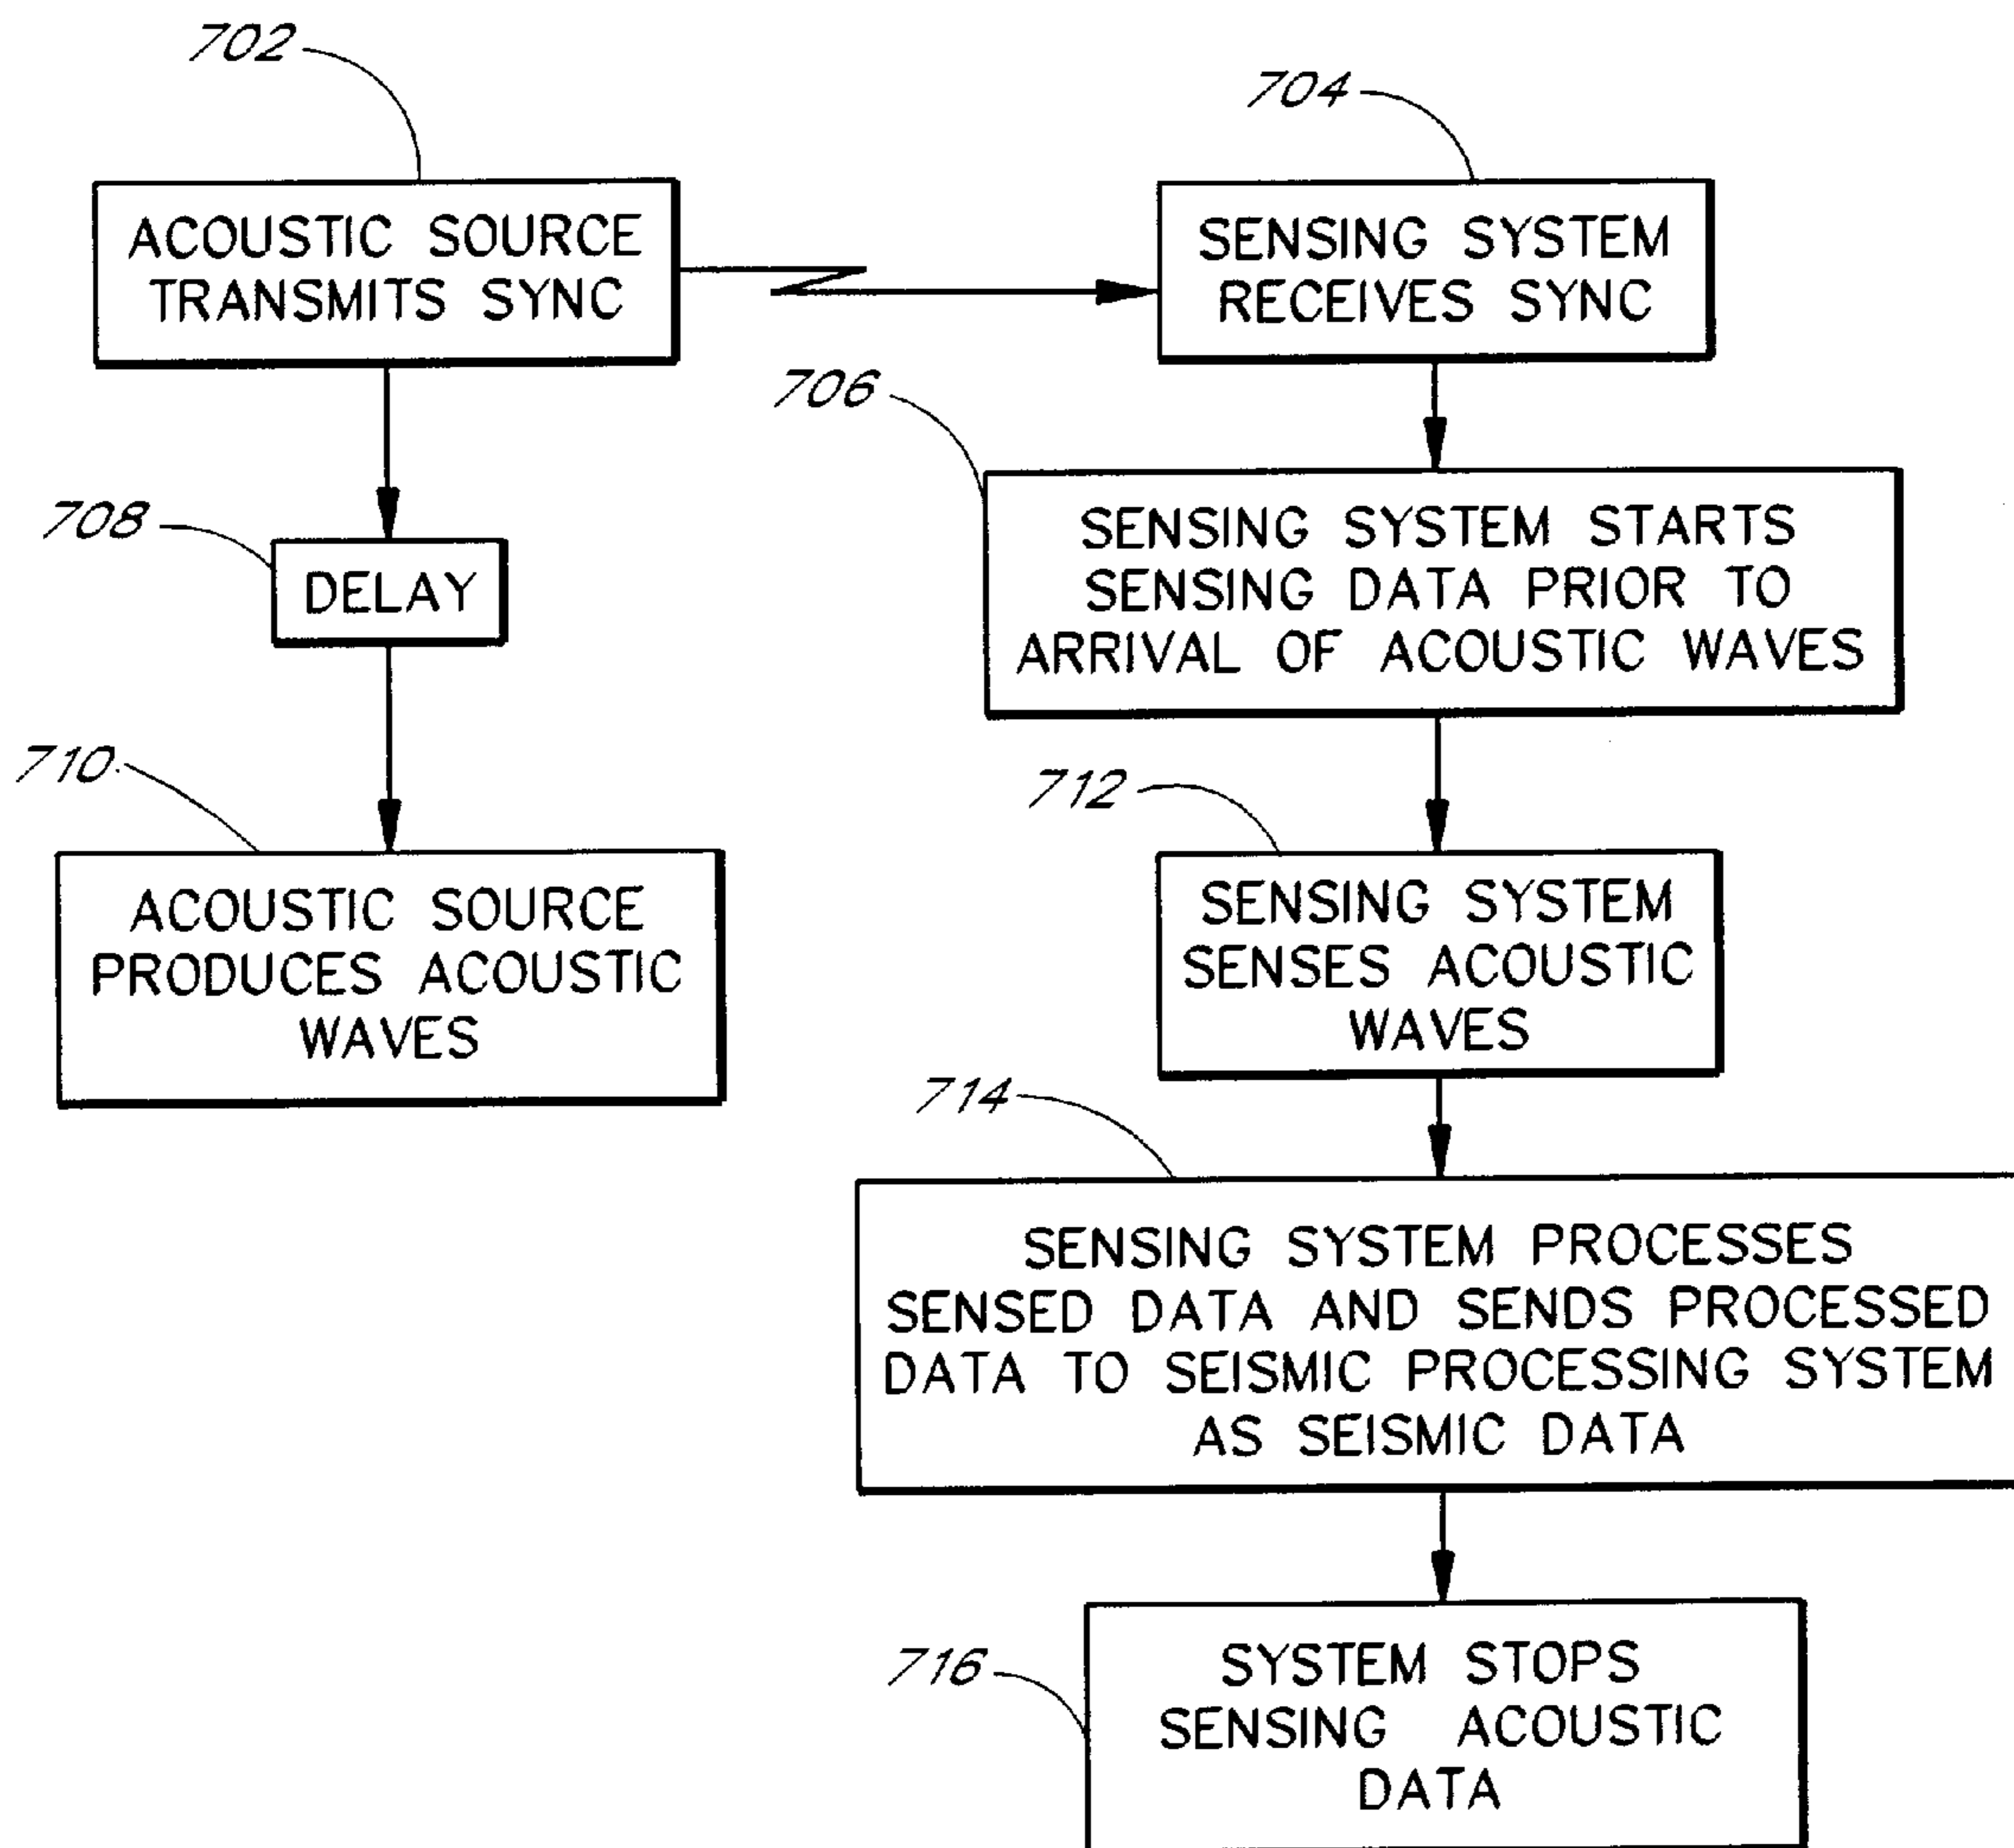 702
704
ACOUSTIC SOURCE
TRANSMITS SYNC
SENSING SYSTEM
RECEIVES SYNC
706
708
DELAY
SENSING SYSTEM STARTS
SENSING DATA PRIOR TO
ARRIVAL OF ACOUSTIC WAVES
710
ACOUSTIC SOURCE
PRODUCES ACOUSTIC
WAVES
712
SENSING SYSTEM
SENSES ACOUSTIC
WAVES
714
SENSING SYSTEM PROCESSES
SENSED DATA AND SENDS PROCESSED
DATA TO SEISMIC PROCESSING SYSTEM
AS SEISMIC DATA
716
SYSTEM STOPS
SENSING ACOUSTIC
DATA